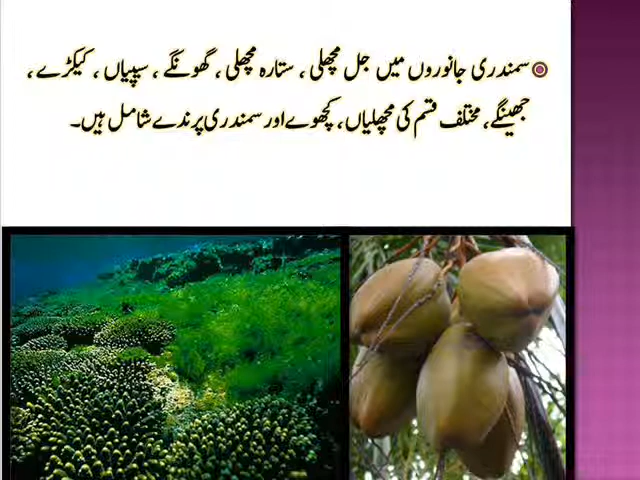 سمندری جانوروں میں جل مچھلی ، ستارہ مچھلی ، گھونگے ، سیپیاں ، کیکڑے ،
جھینگے، مختلف قسم کی مچھلیاں، کچھوے اور سمندری پرندے شامل ہیں۔